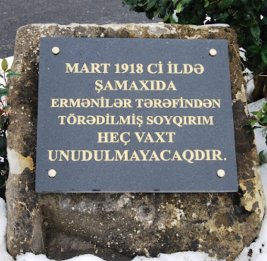 MART 1918 Cİ İLDƏ
ŞAMAXIDA
ERMƏNİLƏR TƏRƏFİNDƏN
TÖRƏDİLMİŞ SOYQIRIM
HEÇ VAXT
UNUDULMAYACAQDIR.